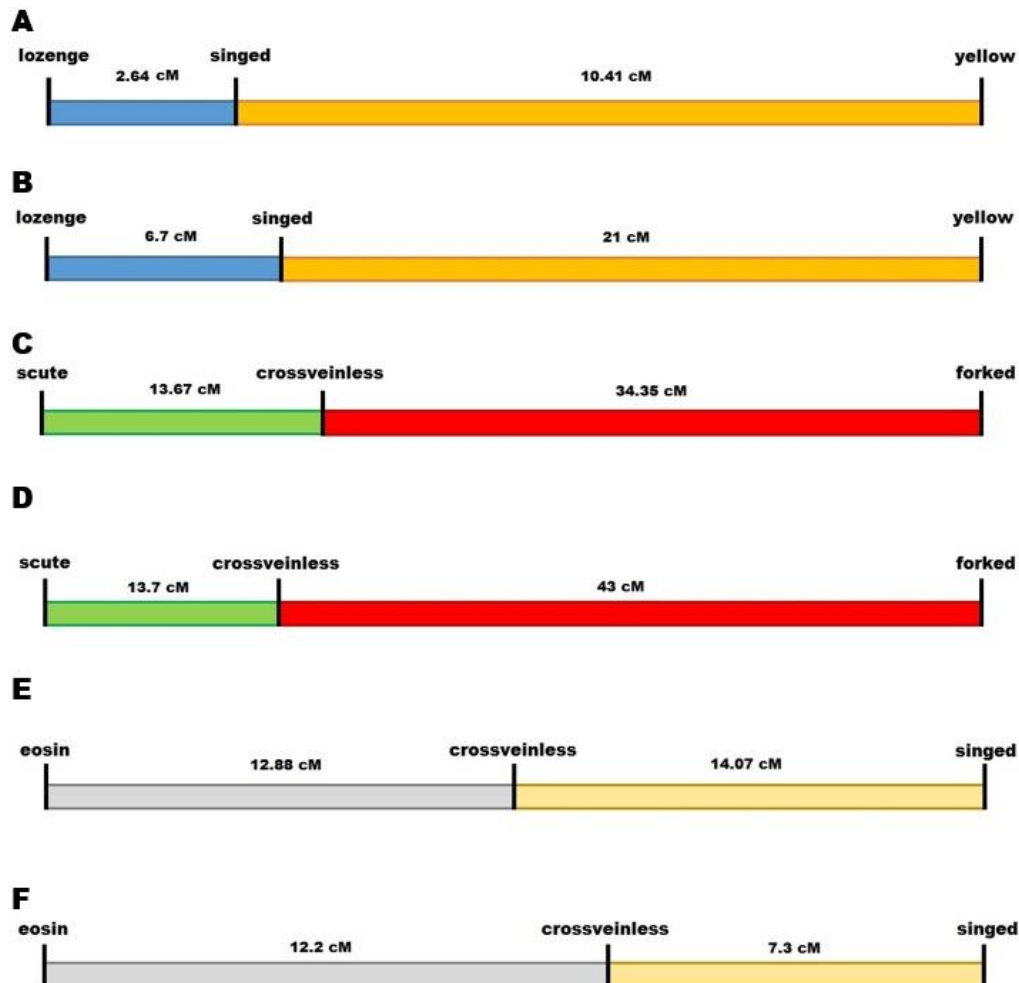 A
lozenge singed yellow
2.64 cM 10.41 cM
B
lozenge singed yellow
6.7 cM 21 cM
C
scute crossveinless forked
13.67 cM 34.35 cM
D
scute crossveinless forked
13.7 cM 43 cM
E
eosin crossveinless singed
12.88 cM 14.07 cM
F
eosin crossveinless singed
12.2 cM 7.3 cM